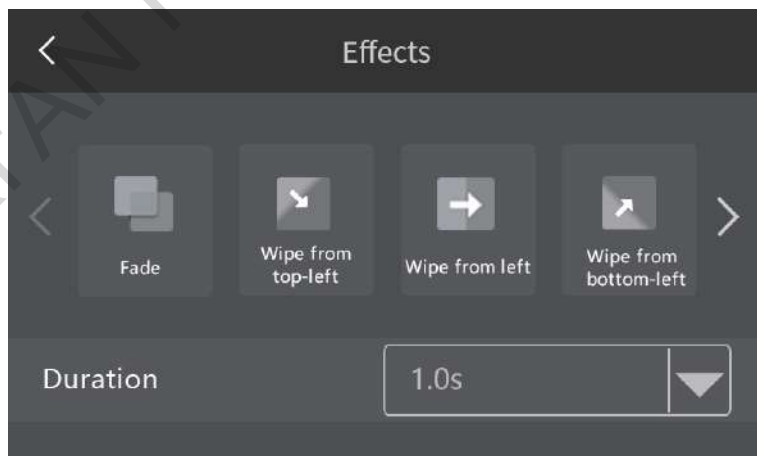 Effects
Fade
Wipe from
top-left
Wipe from left
Wipe from
bottom-left
Duration
1.0s